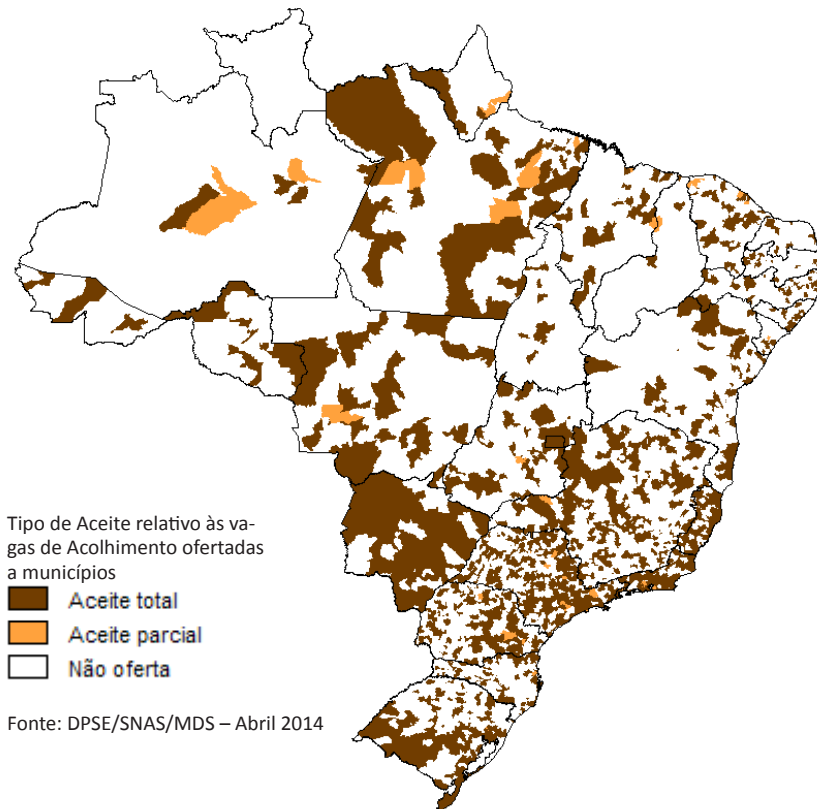 Tipo de Aceite relativo às va-
gas de Acolhimento ofertadas
a municípios
Aceite total
Aceite parcial
Não oferta
Fonte: DPSE/SNAS/MDS – Abril 2014